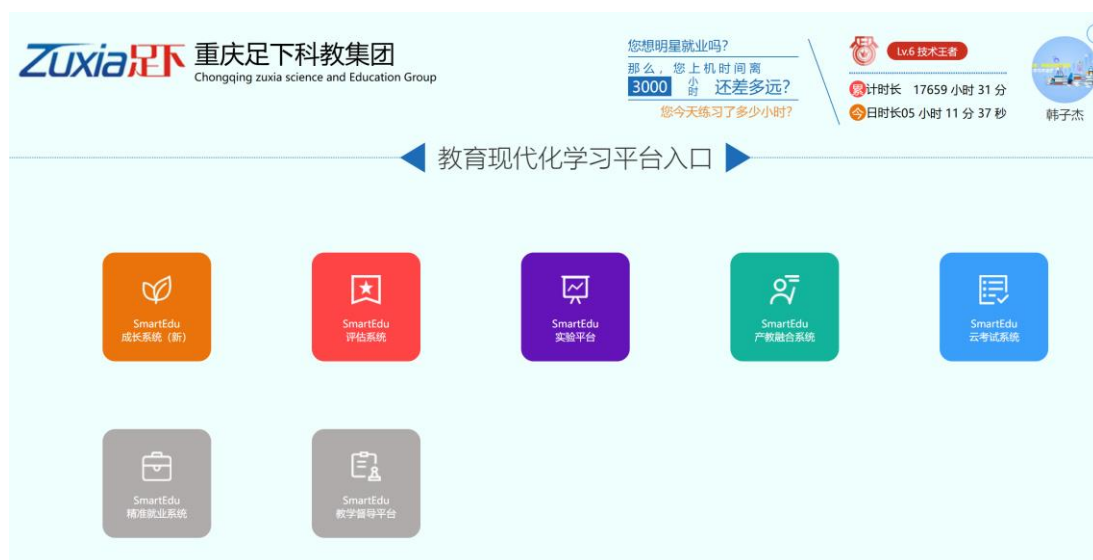 Zuxia足下
重庆足下科教集团
Chongqing zuxia science and Education Group
您想明星就业吗?
那么，您上机时间离
3000 小时 还差多远?
您今天练习了多少小时?
Lv.6 技术王者
累计时长 17659 小时 31 分
今日时长05 小时 11 分 37 秒
韩子杰
教育现代化学习平台入口
SmartEdu
成长系统（新）
SmartEdu
评估系统
SmartEdu
实验平台
SmartEdu
产教融合系统
SmartEdu
云考试系统
SmartEdu
精准就业系统
SmartEdu
教学督导平台